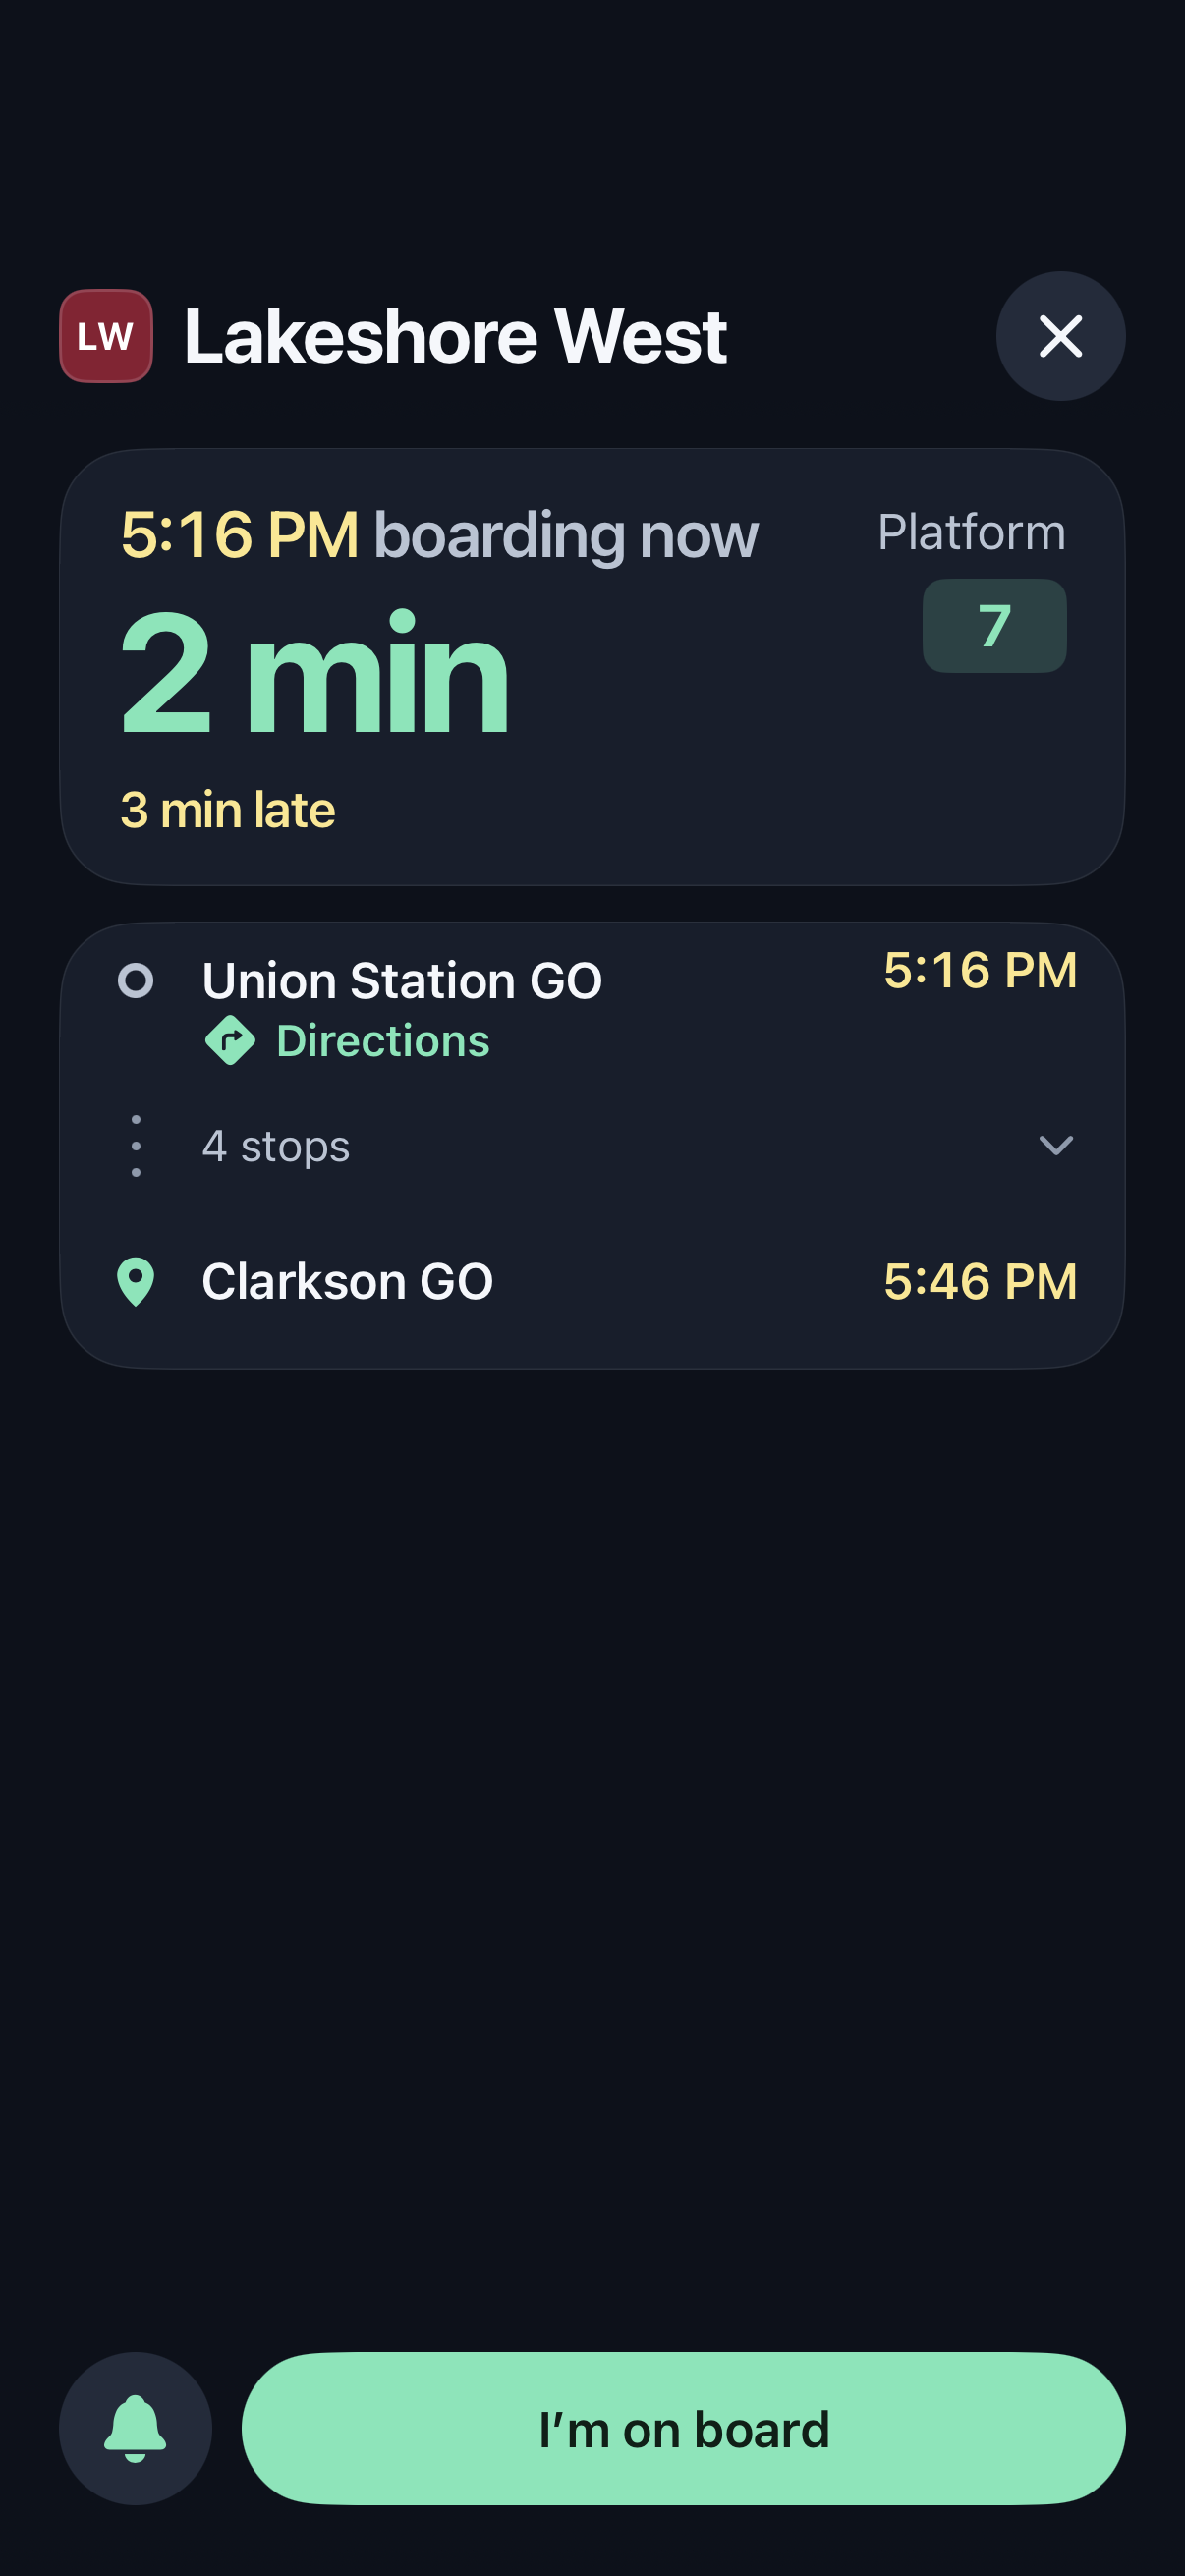 LW Lakeshore West
5:16 PM boarding now
Platform
2 min
7
3 min late
Union Station GO 5:16 PM
Directions
4 stops
Clarkson GO 5:46 PM
I’m on board